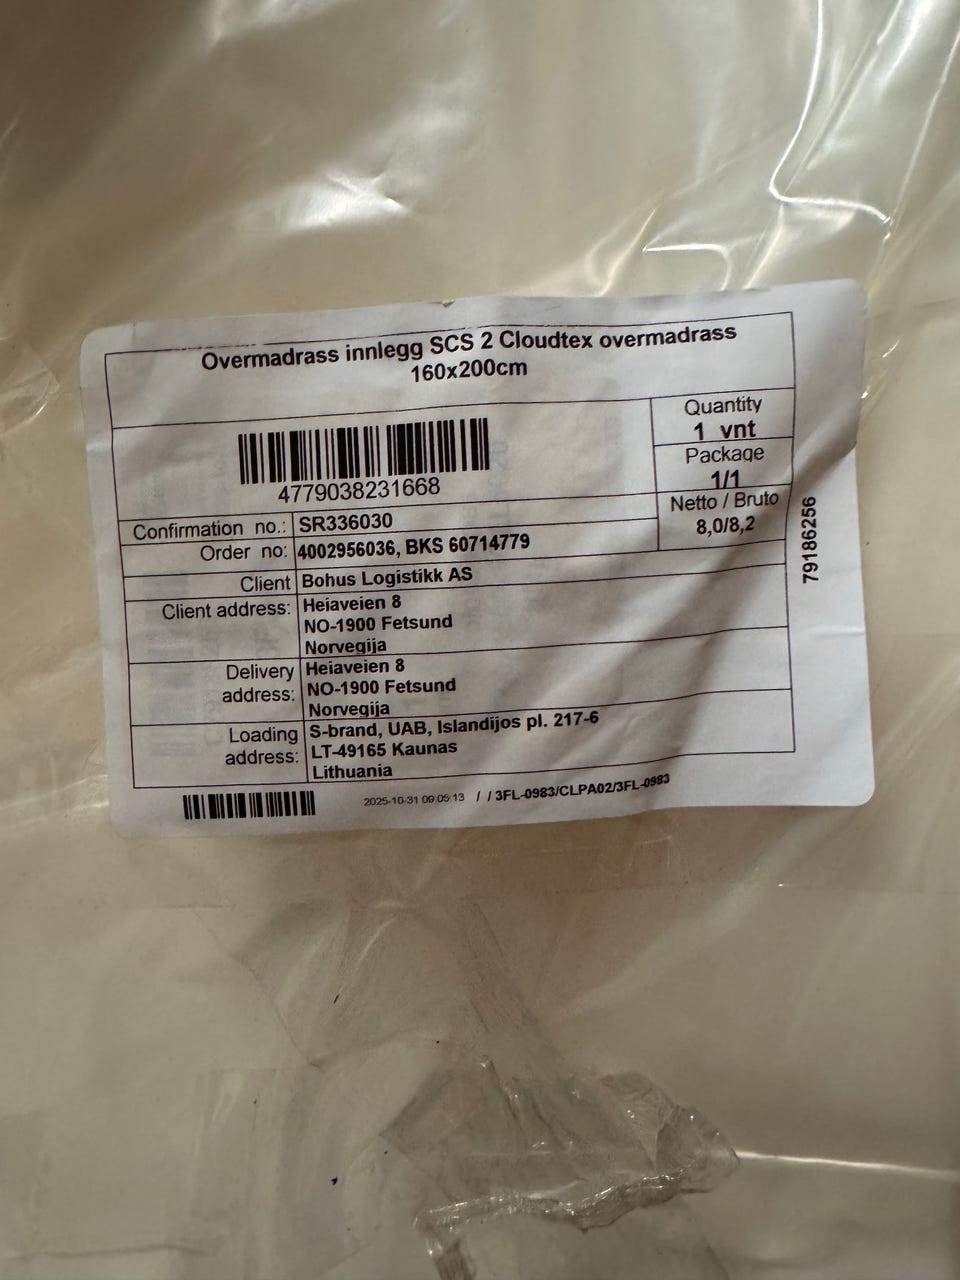 Overmadrass innlegg SCS 2 Cloudtex overmadrass
160x200cm
4779038231668
Quantity
1 vnt
Package
1/1
Netto / Bruto
8,0/8,2
Confirmation no.: SR336030
Order no: 4002956036, BKS 60714779
Client Bohus Logistikk AS
Client address: Heiaveien 8
NO-1900 Fetsund
Norvegija
Delivery address: Heiaveien 8
NO-1900 Fetsund
Norvegija
Loading address: S-brand, UAB, Islandijos pl. 217-6
LT-49165 Kaunas
Lithuania
2025-10-31 09:05:13 / / 3FL-0983/CLPA02/3FL-0983
79186256